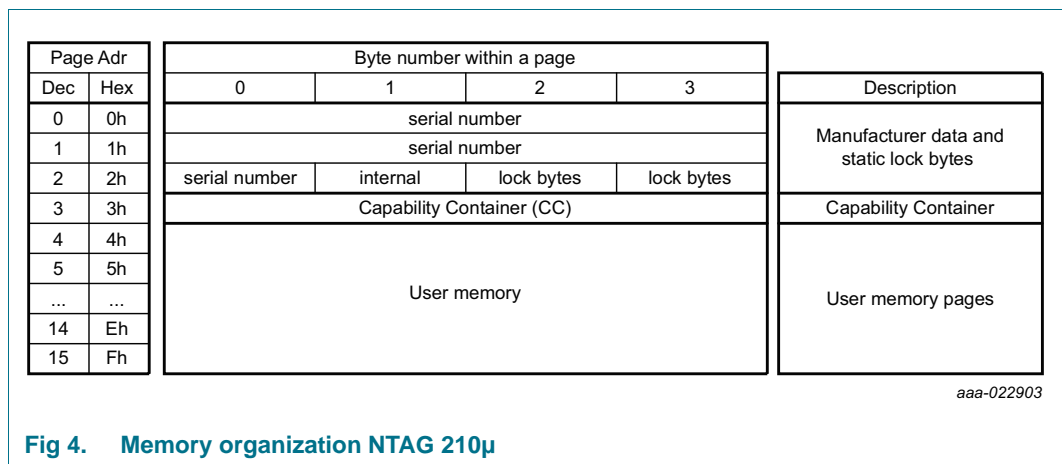 Page Adr Byte number within a page
Dec Hex 0 1 2 3 Description
0 0h serial number
Manufacturer data and
1 1h serial number
static lock bytes
2 2h serial number internal lock bytes lock bytes
3 3h Capability Container (CC) Capability Container
4 4h
5 5h
... ... User memory User memory pages
14 Eh
15 Fh
aaa-022903
Fig 4. Memory organization NTAG 210µ